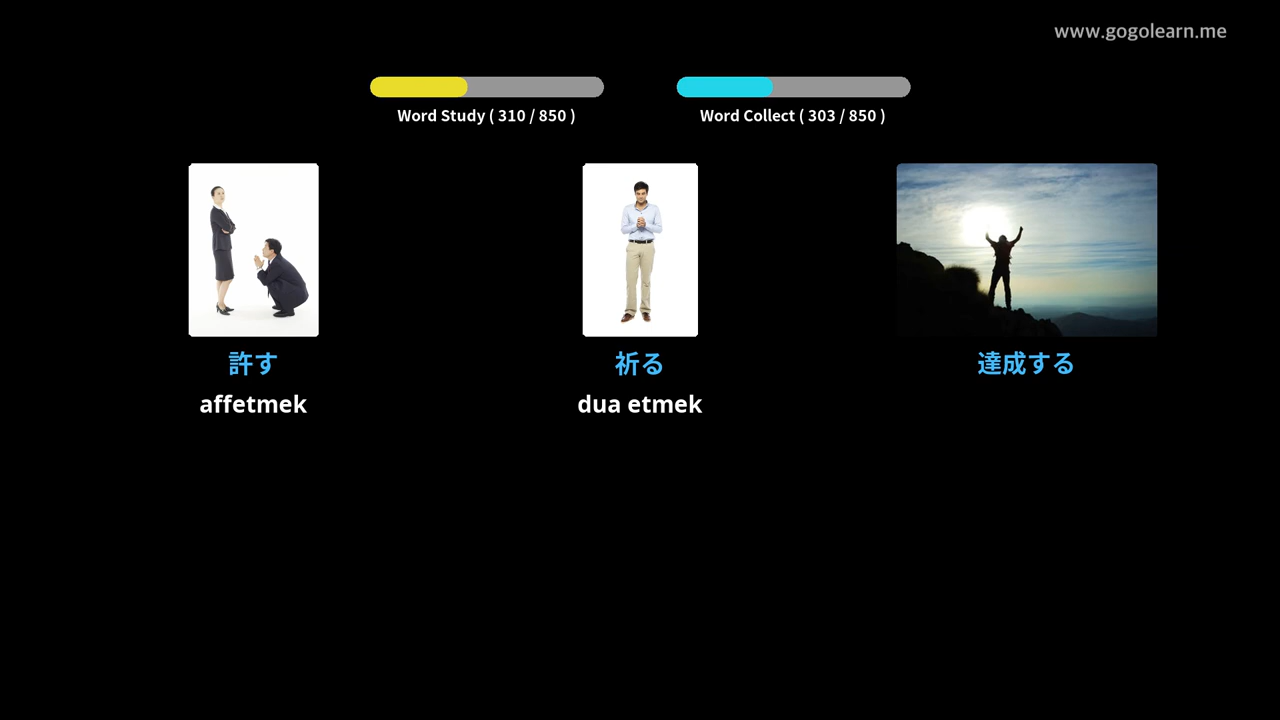 www.gogolearn.me
Word Study ( 310 / 850 )
Word Collect ( 303 / 850 )
許す
祈る
達成する
affetmek
dua etmek